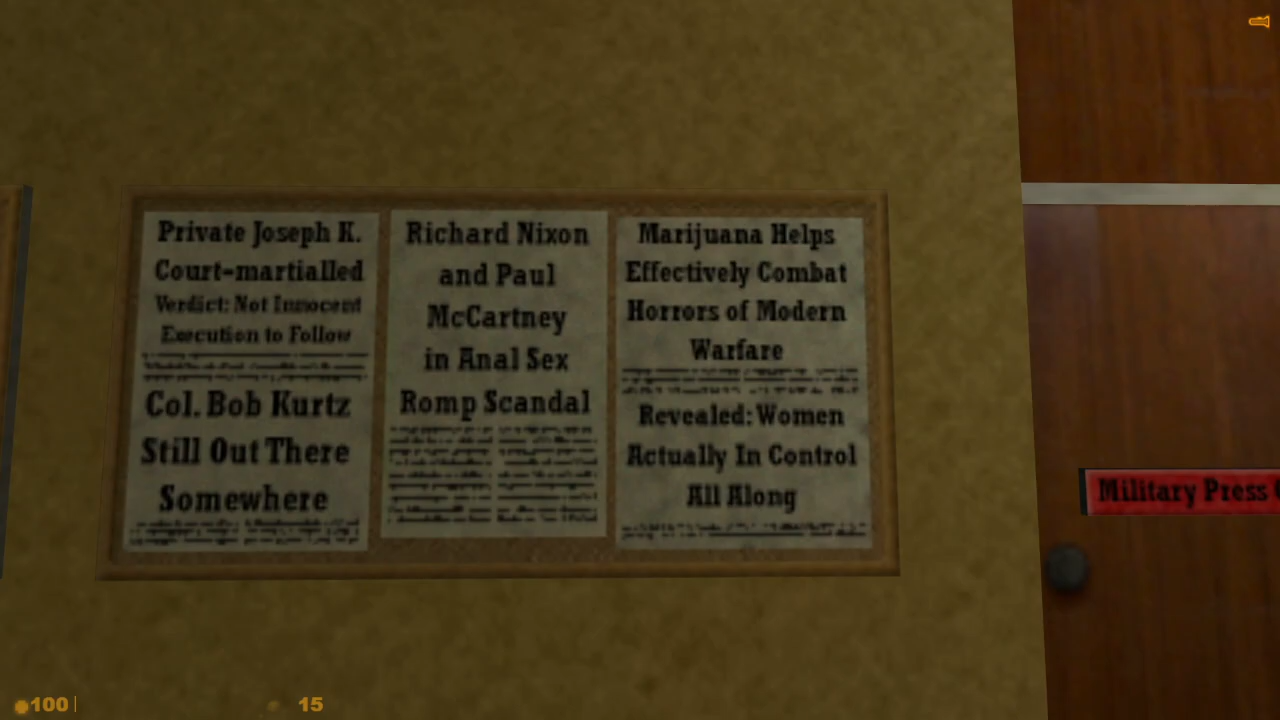 Private Joseph K.
Court-martialled
Verdict: Not Innocent
Execution to Follow
Col. Bob Kurtz
Still Out There
Somewhere
Richard Nixon
and Paul
McCartney
in Anal Sex
Romp Scandal
Marijuana Helps
Effectively Combat
Horrors of Modern
Warfare
Revealed: Women
Actually In Control
All Along
Military Press
100
15